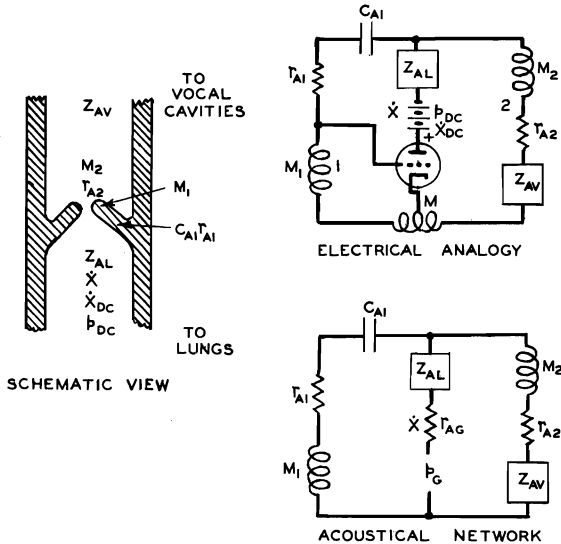 TO
VOCAL
CAVITIES
Z_AV
M_2
r_A2
M_1
C_A1 r_A1
Z_AL
Ẋ
Ẋ_DC
p_DC
TO
LUNGS
SCHEMATIC VIEW
C_A1
r_A1
Z_AL
M_2
Ẋ
p_DC
+ Ẋ_DC
2
r_A2
M_1
1
M
Z_AV
ELECTRICAL ANALOGY
C_A1
Z_AL
M_2
r_A1
Ẋ
r_AG
r_A2
M_1
p_G
Z_AV
ACOUSTICAL NETWORK